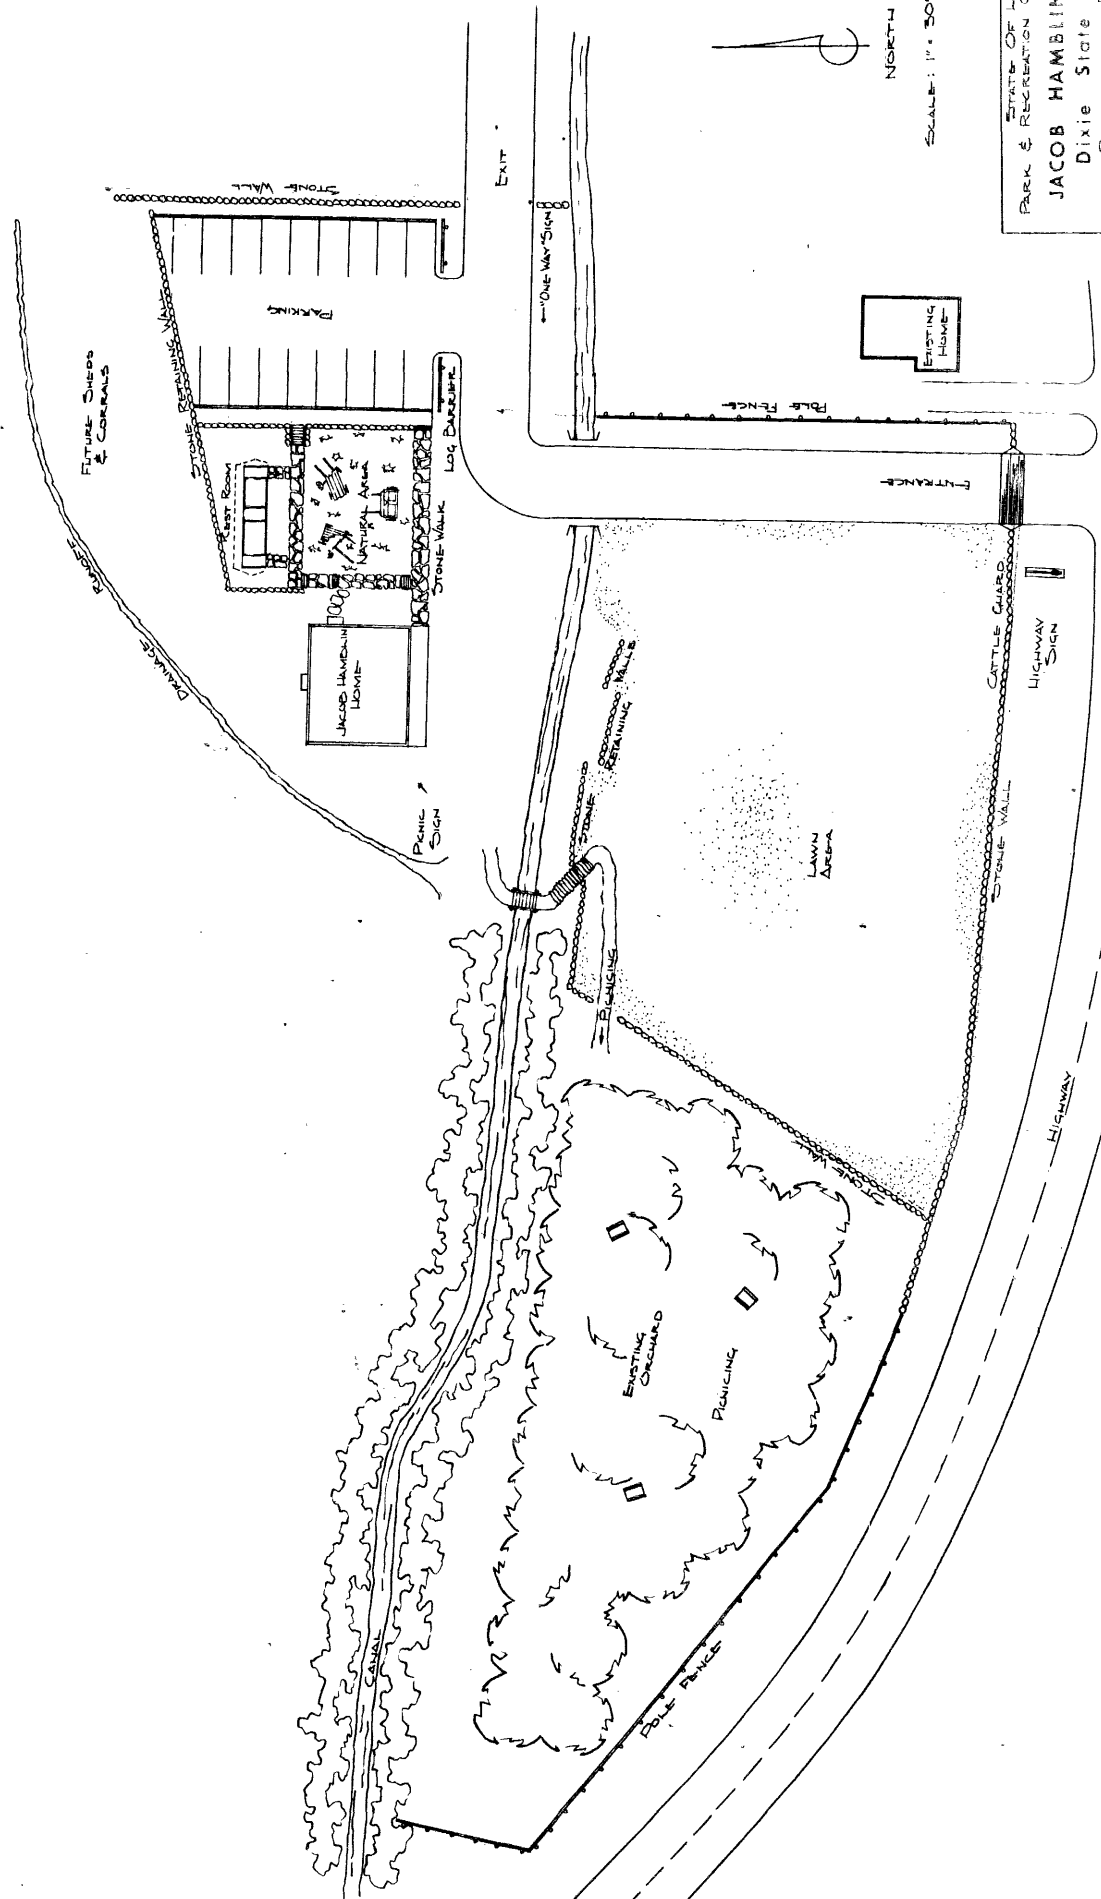 FUTURE SHEDS
& CORRALS
DRAINAGE
RUNOFF
STONE RETAINING WALL
STONE WALL
PARKING
REST ROOM
NATURAL AREA
JACOB HAMBLIN
HOME
STONE WALK
LOG BARRIER
EXIT
"ONE WAY" SIGN
PICNIC
SIGN
STONE
RETAINING WALLS
PICNICING
CANAL
EXISTING
ORCHARD
PICNICING
STONE WALK
LAWN
AREA
POLE FENCE
ENTRANCE
EXISTING
HOME
CATTLE GUARD
STONE WALL
HIGHWAY
SIGN
POLE FENCE
HIGHWAY
NORTH
SCALE: 1" = 30'
STATE OF
PARK & RECREATION
JACOB HAMBLIN
Dixie State